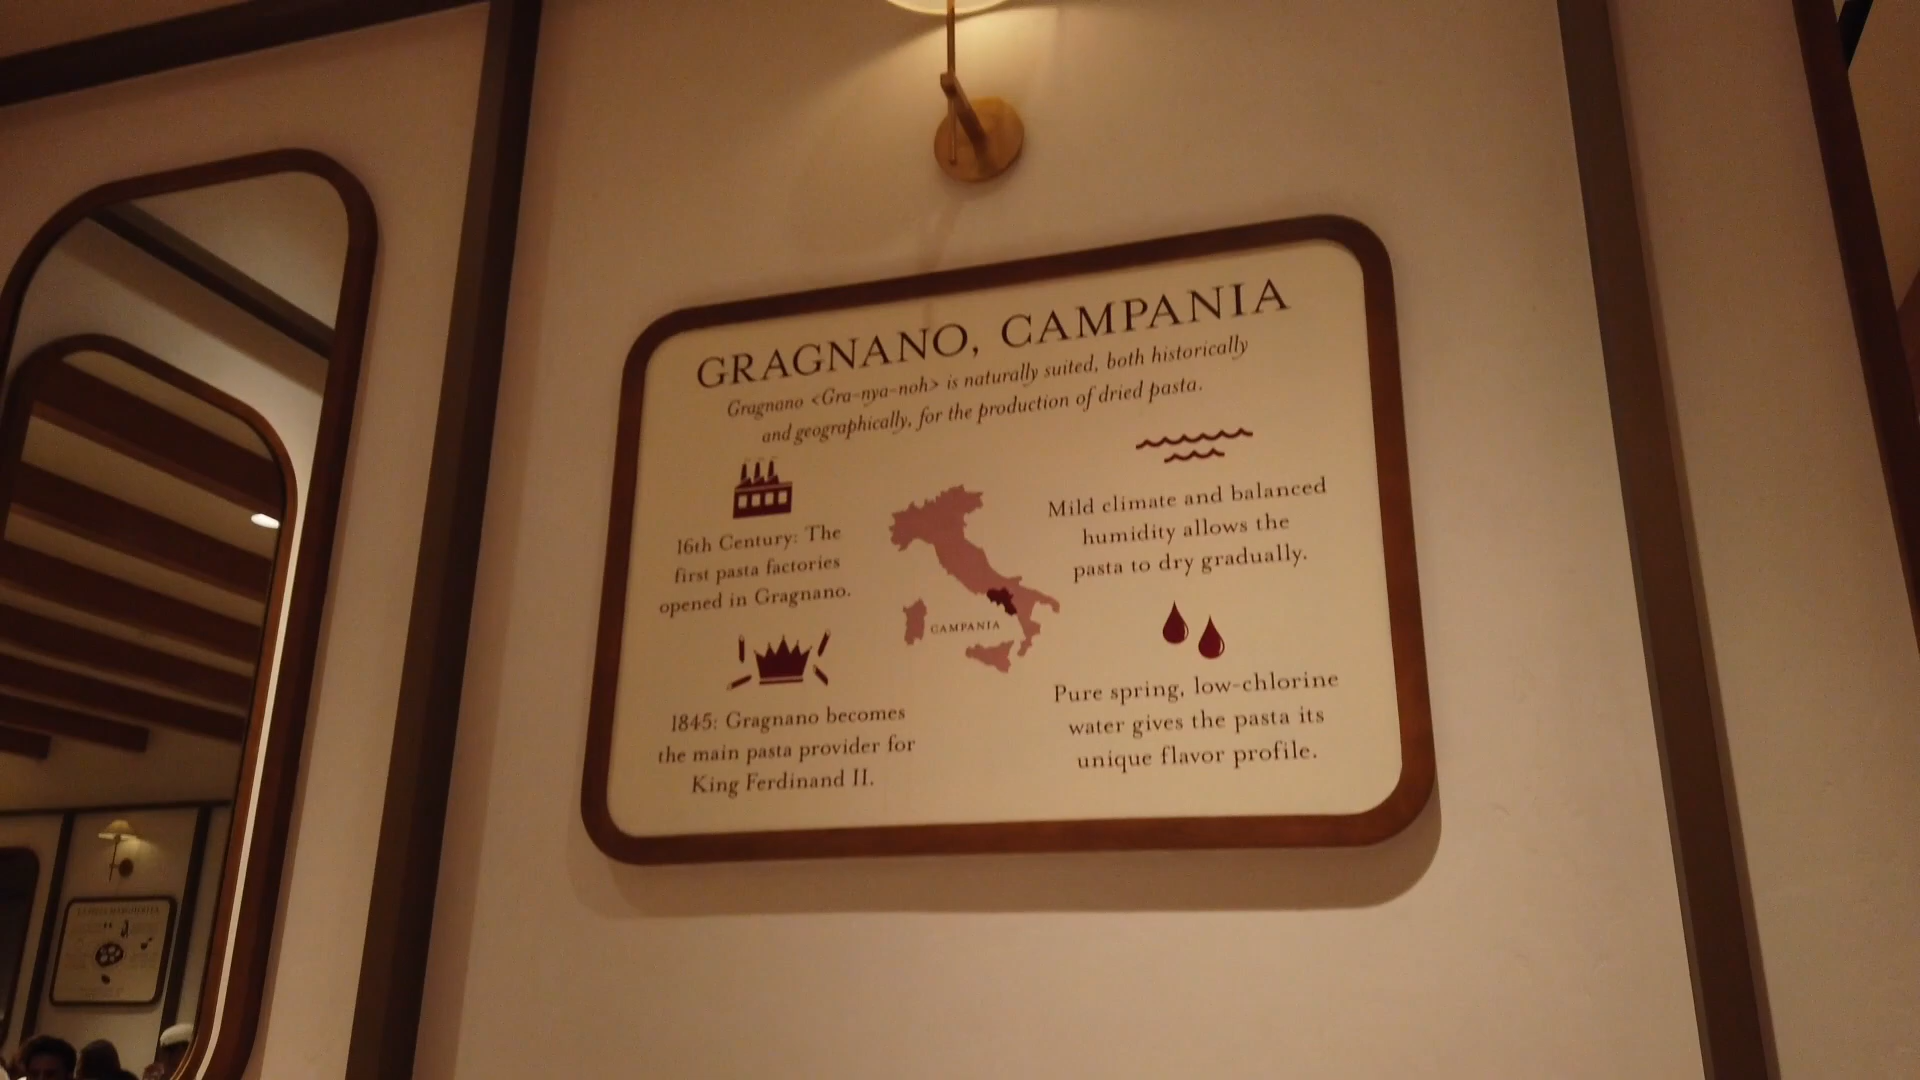 GRAGNANO, CAMPANIA
Gragnano <Gra-nya-noh> is naturally suited, both historically
and geographically, for the production of dried pasta.
16th Century: The
first pasta factories
opened in Gragnano.
1845: Gragnano becomes
the main pasta provider for
King Ferdinand II.
CAMPANIA
Mild climate and balanced
humidity allows the
pasta to dry gradually.
Pure spring, low-chlorine
water gives the pasta its
unique flavor profile.